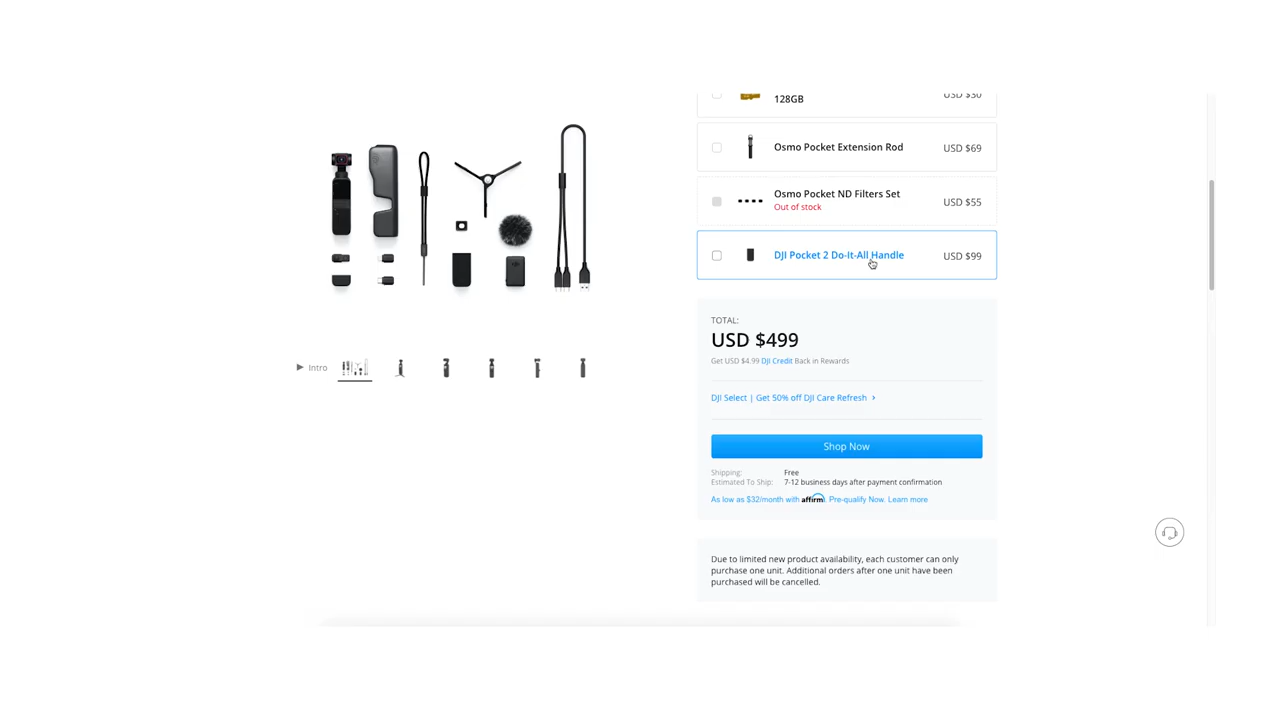 128GB
USD $30
Osmo Pocket Extension Rod
USD $69
Osmo Pocket ND Filters Set
Out of stock
USD $55
DJI Pocket 2 Do-It-All Handle
USD $99
Intro
TOTAL:
USD $499
Get USD $4.99 DJI Credit Back in Rewards
DJI Select | Get 50% off DJI Care Refresh
Shop Now
Shipping: Free
Estimated To Ship: 7-12 business days after payment confirmation
As low as $32/month with affirm. Pre-qualify Now. Learn more
Due to limited new product availability, each customer can only
purchase one unit. Additional orders after one unit have been
purchased will be cancelled.